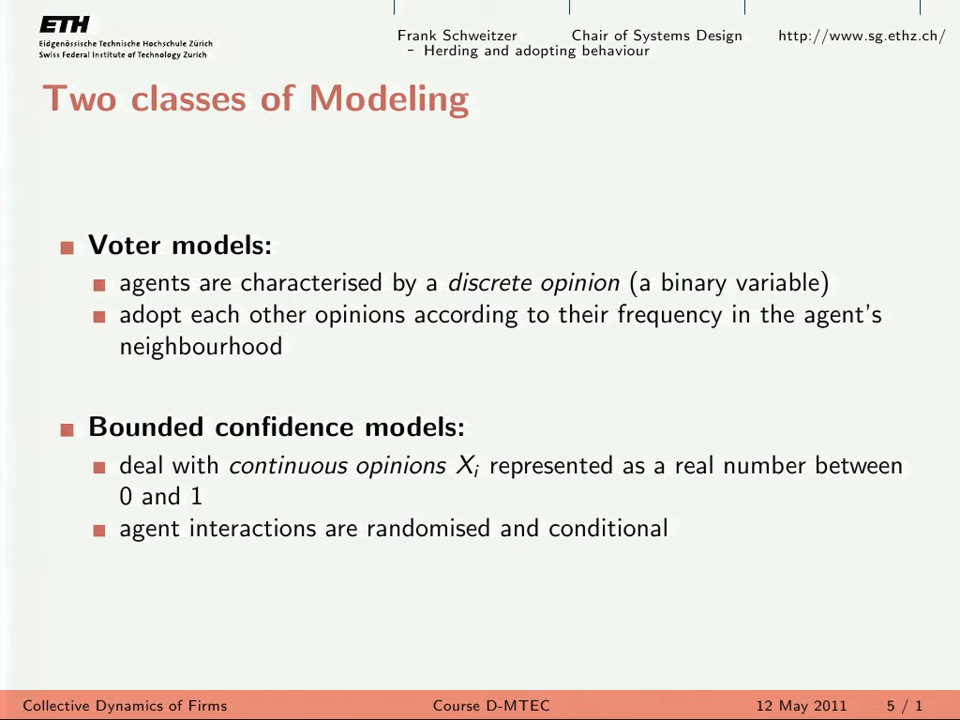 ETH
Eidgenössische Technische Hochschule Zürich
Swiss Federal Institute of Technology Zurich
Frank Schweitzer Chair of Systems Design http://www.sg.ethz.ch/
- Herding and adopting behaviour
Two classes of Modeling
Voter models:
agents are characterised by a discrete opinion (a binary variable)
adopt each other opinions according to their frequency in the agent's
neighbourhood
Bounded confidence models:
deal with continuous opinions Xi represented as a real number between
0 and 1
agent interactions are randomised and conditional
Collective Dynamics of Firms Course D-MTEC 12 May 2011 5 / 1